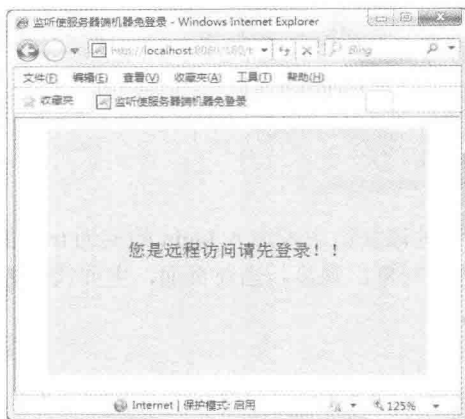 监听使服务器端机器免登录 - Windows Internet Explorer
http://localhost:8080/180/t
Bing
文件(F) 编辑(E) 查看(V) 收藏夹(A) 工具(T) 帮助(H)
收藏夹 监听使服务器端机器免登录
您是远程访问请先登录！！
Internet | 保护模式: 启用 125%